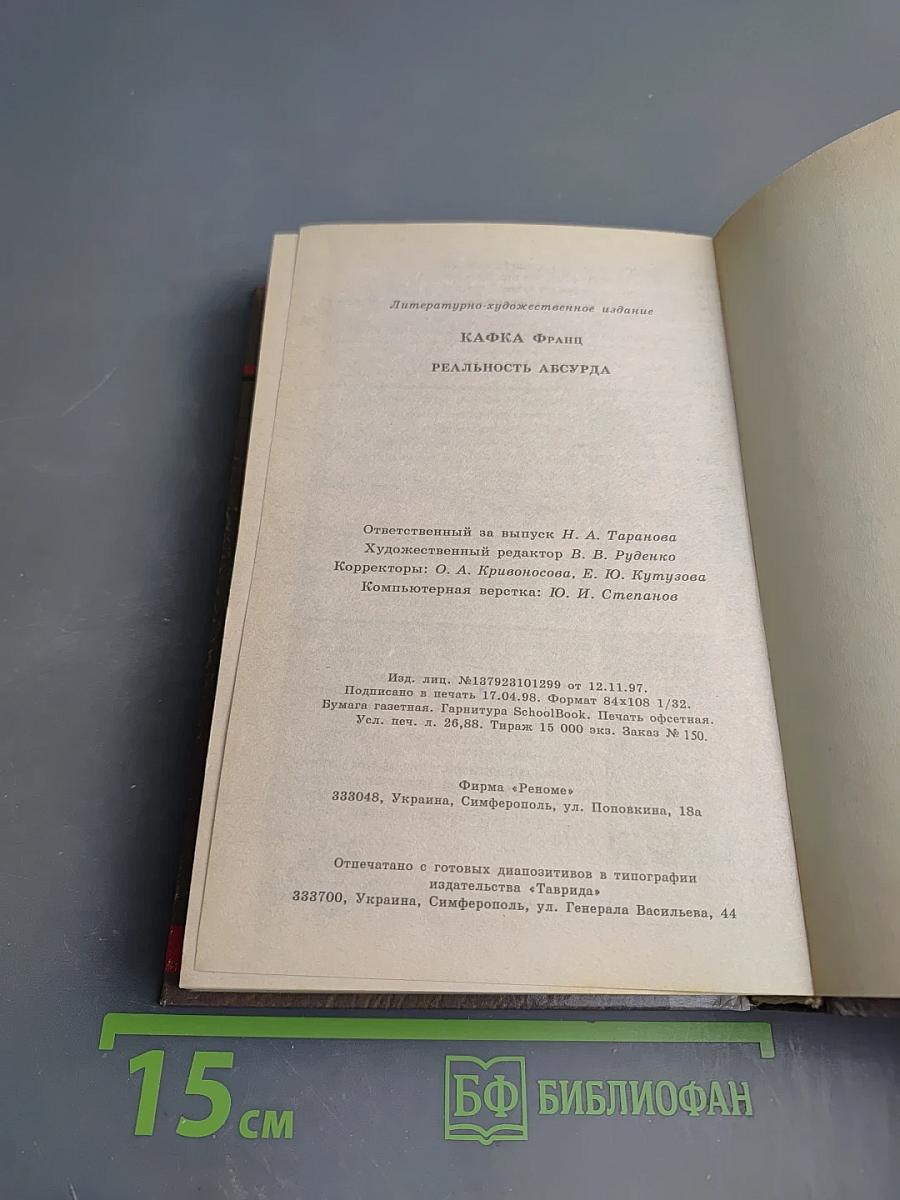 Литературно-художественное издание
КАФКА Франц
РЕАЛЬНОСТЬ АБСУРДА
Ответственный за выпуск Н. А. Таранова
Художественный редактор В. В. Руденко
Корректоры: О. А. Кривоносова, Е. Ю. Кутузова
Компьютерная верстка: Ю. И. Степанов
Изд. лиц. №137923101299 от 12.11.97.
Подписано в печать 17.04.98. Формат 84х108 1/32.
Бумага газетная. Гарнитура SchoolBook. Печать офсетная.
Усл. печ. л. 26,88. Тираж 15 000 экз. Заказ № 150.
Фирма «Реноме»
333048, Украина, Симферополь, ул. Поповкина, 18а
Отпечатано с готовых диапозитивов в типографии
издательства «Таврида»
333700, Украина, Симферополь, ул. Генерала Васильева, 44
15 см
БФ БИБЛИОФАН